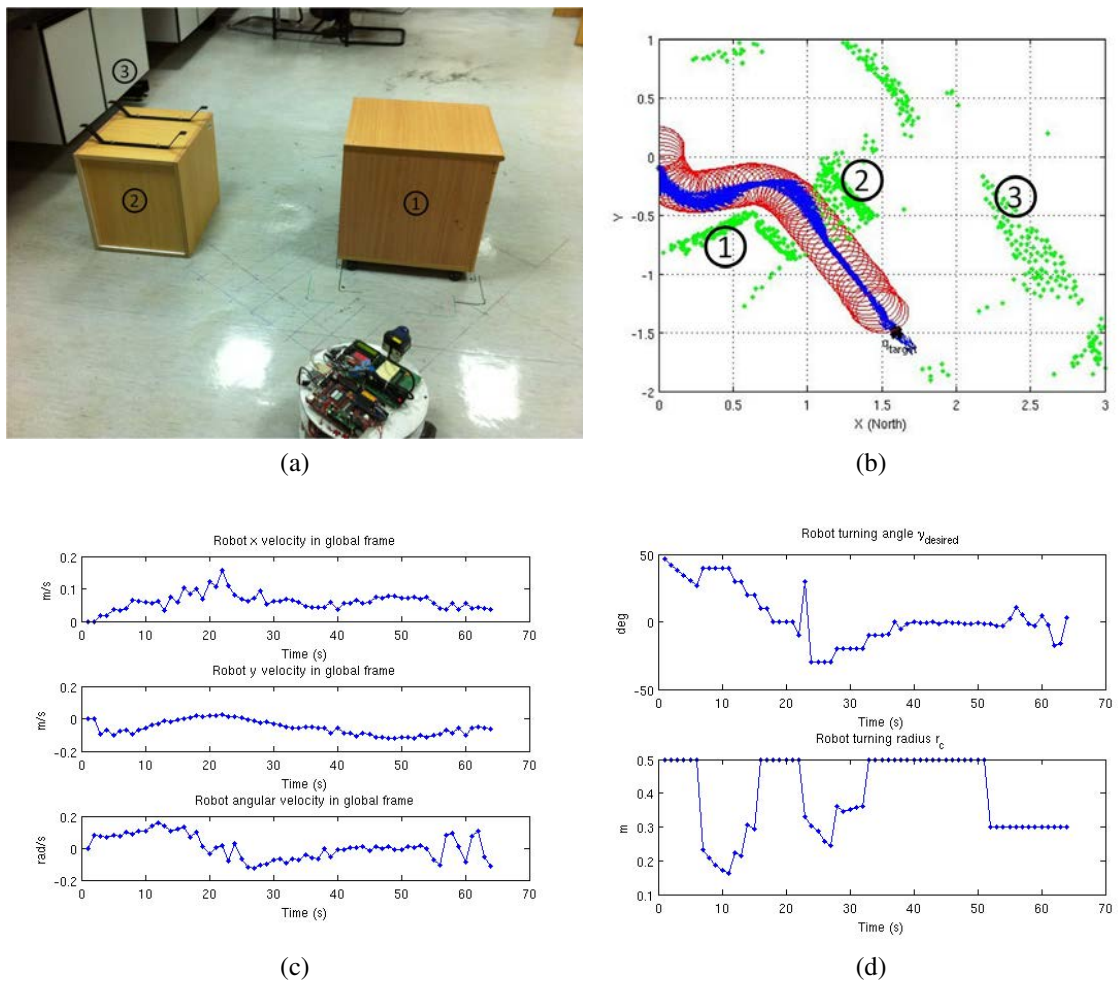 3
2
1
(a)
1
0.5
0
-0.5
-1
-1.5
-2
Y
1
2
3
q_target
0 0.5 1 1.5 2 2.5 3
X (North)
(b)
Robot x velocity in global frame
0.2
0.1
0
m/s
0 10 20 30 40 50 60 70
Time (s)
Robot y velocity in global frame
0.2
0
-0.2
m/s
0 10 20 30 40 50 60 70
Time (s)
Robot angular velocity in global frame
0.2
0
-0.2
rad/s
0 10 20 30 40 50 60 70
Time (s)
(c)
Robot turning angle γ_desired
50
0
-50
deg
0 10 20 30 40 50 60 70
Time (s)
Robot turning radius r_c
0.5
0.4
0.3
0.2
0.1
m
0 10 20 30 40 50 60 70
Time (s)
(d)